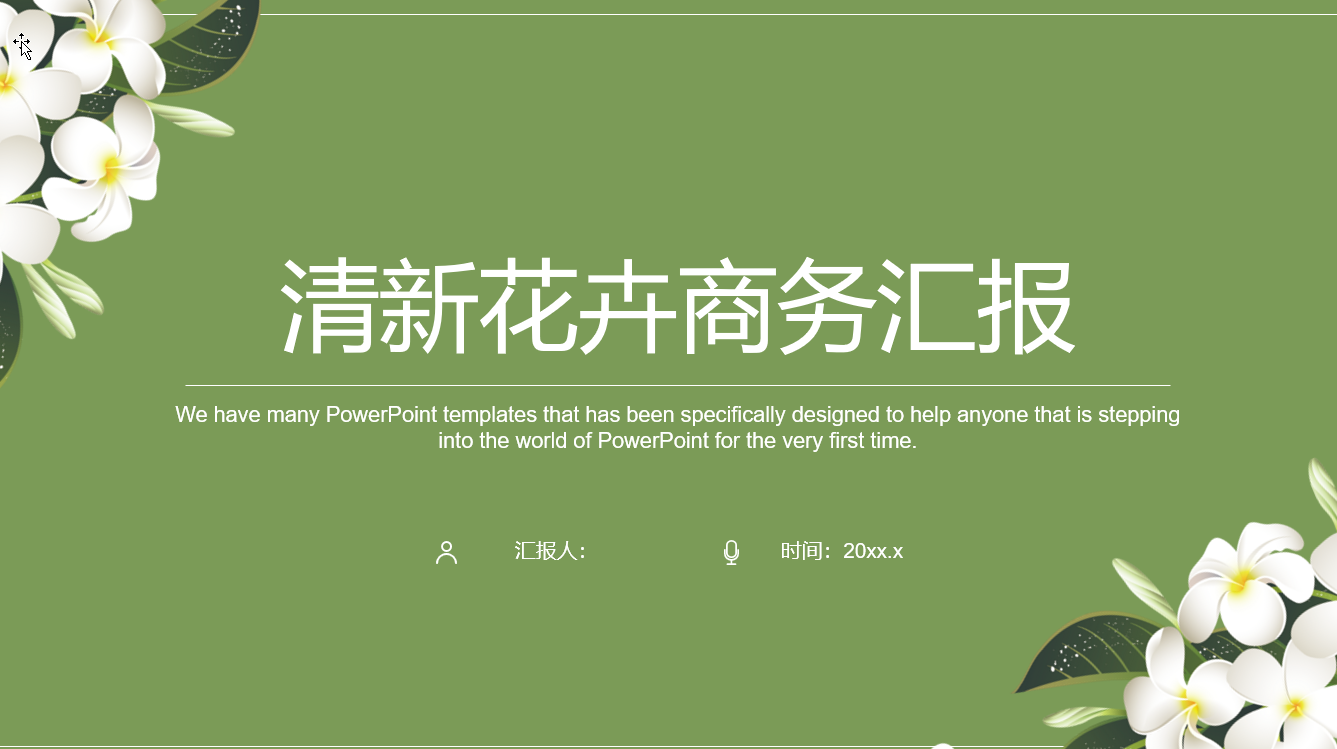 清新花卉商务汇报
We have many PowerPoint templates that has been specifically designed to help anyone that is stepping
into the world of PowerPoint for the very first time.
汇报人： 时间：20xx.x